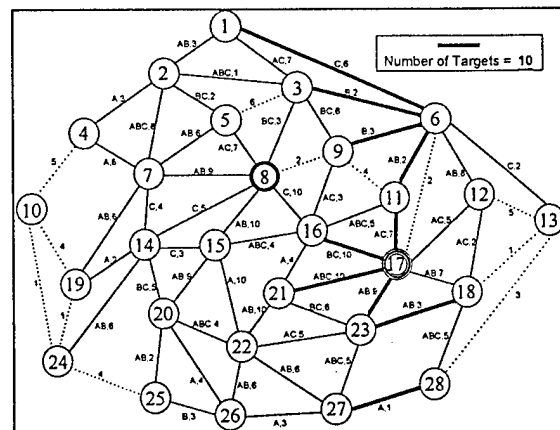 1
AB,3
AC,7
C,6
Number of Targets = 10
2
ABC,1
3
B,2
A,3
BC,2
6
BC,6
6
4
5
BC,3
B,3
ABC,6
AB,6
9
AB,2
2
AB,6
C,2
A,6
AC,7
2
4
5
7
AB,9
8
11
12
5
13
10
C,4
C,5
C,10
AC,3
AC,5
AB,6
AB,10
ABC,5
AC,7
AC,2
1
4
14
C,3
15
ABC,4
16
BC,10
17
AB,7
3
A,2
19
BC,5
AB,9
A,10
A,4
ABC,10
AB,9
AB,3
18
1
AB,6
20
AB,10
21
BC,6
23
ABC,4
24
22
AC,5
ABC,5
ABC,5
4
AB,2
A,4
AB,6
AB,6
28
25
B,3
26
A,3
27
A,1